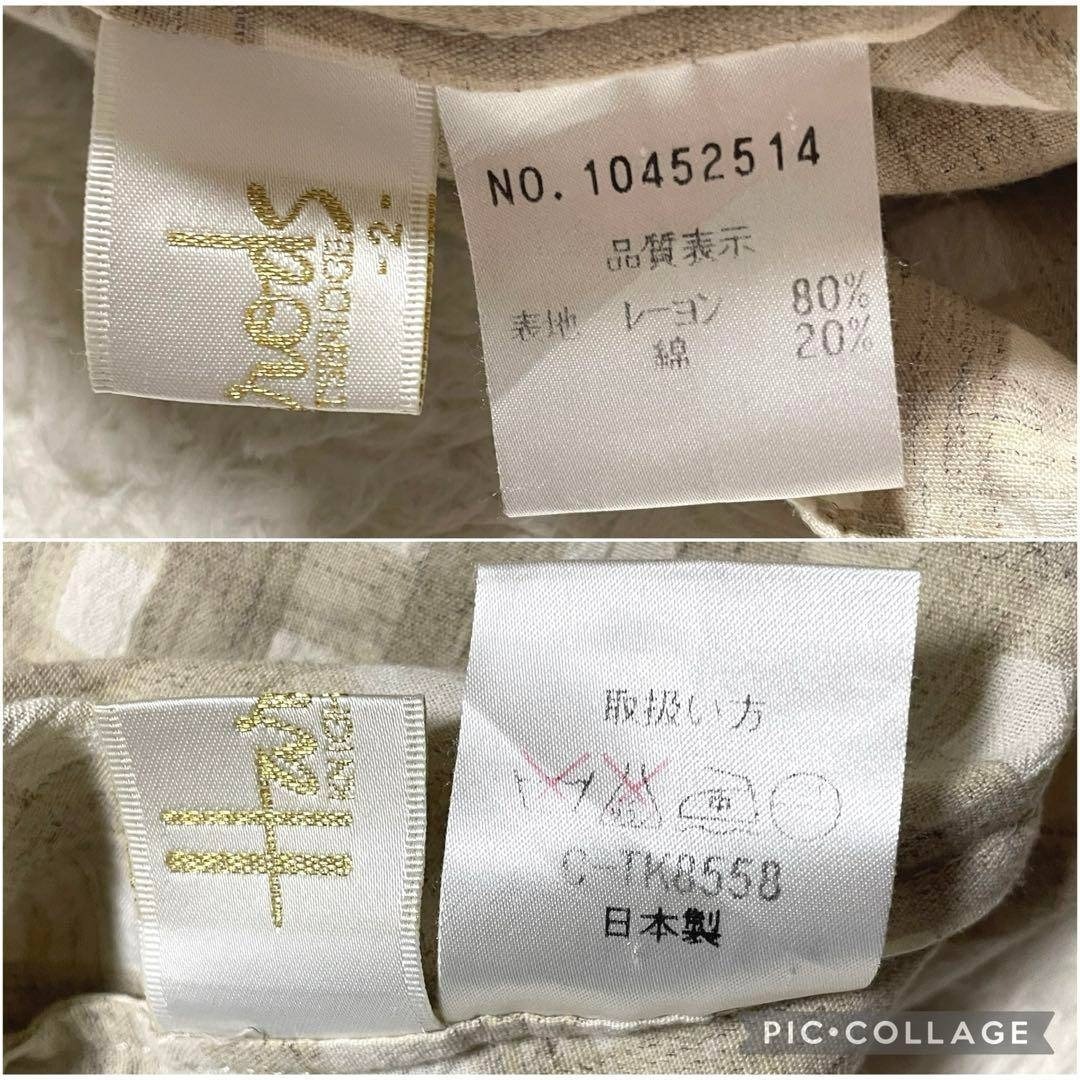 NO. 10452514
品質表示
表地 レーヨン 80%
綿 20%
-2-
取扱い方
C-TK8558
日本製
PIC•COLLAGE